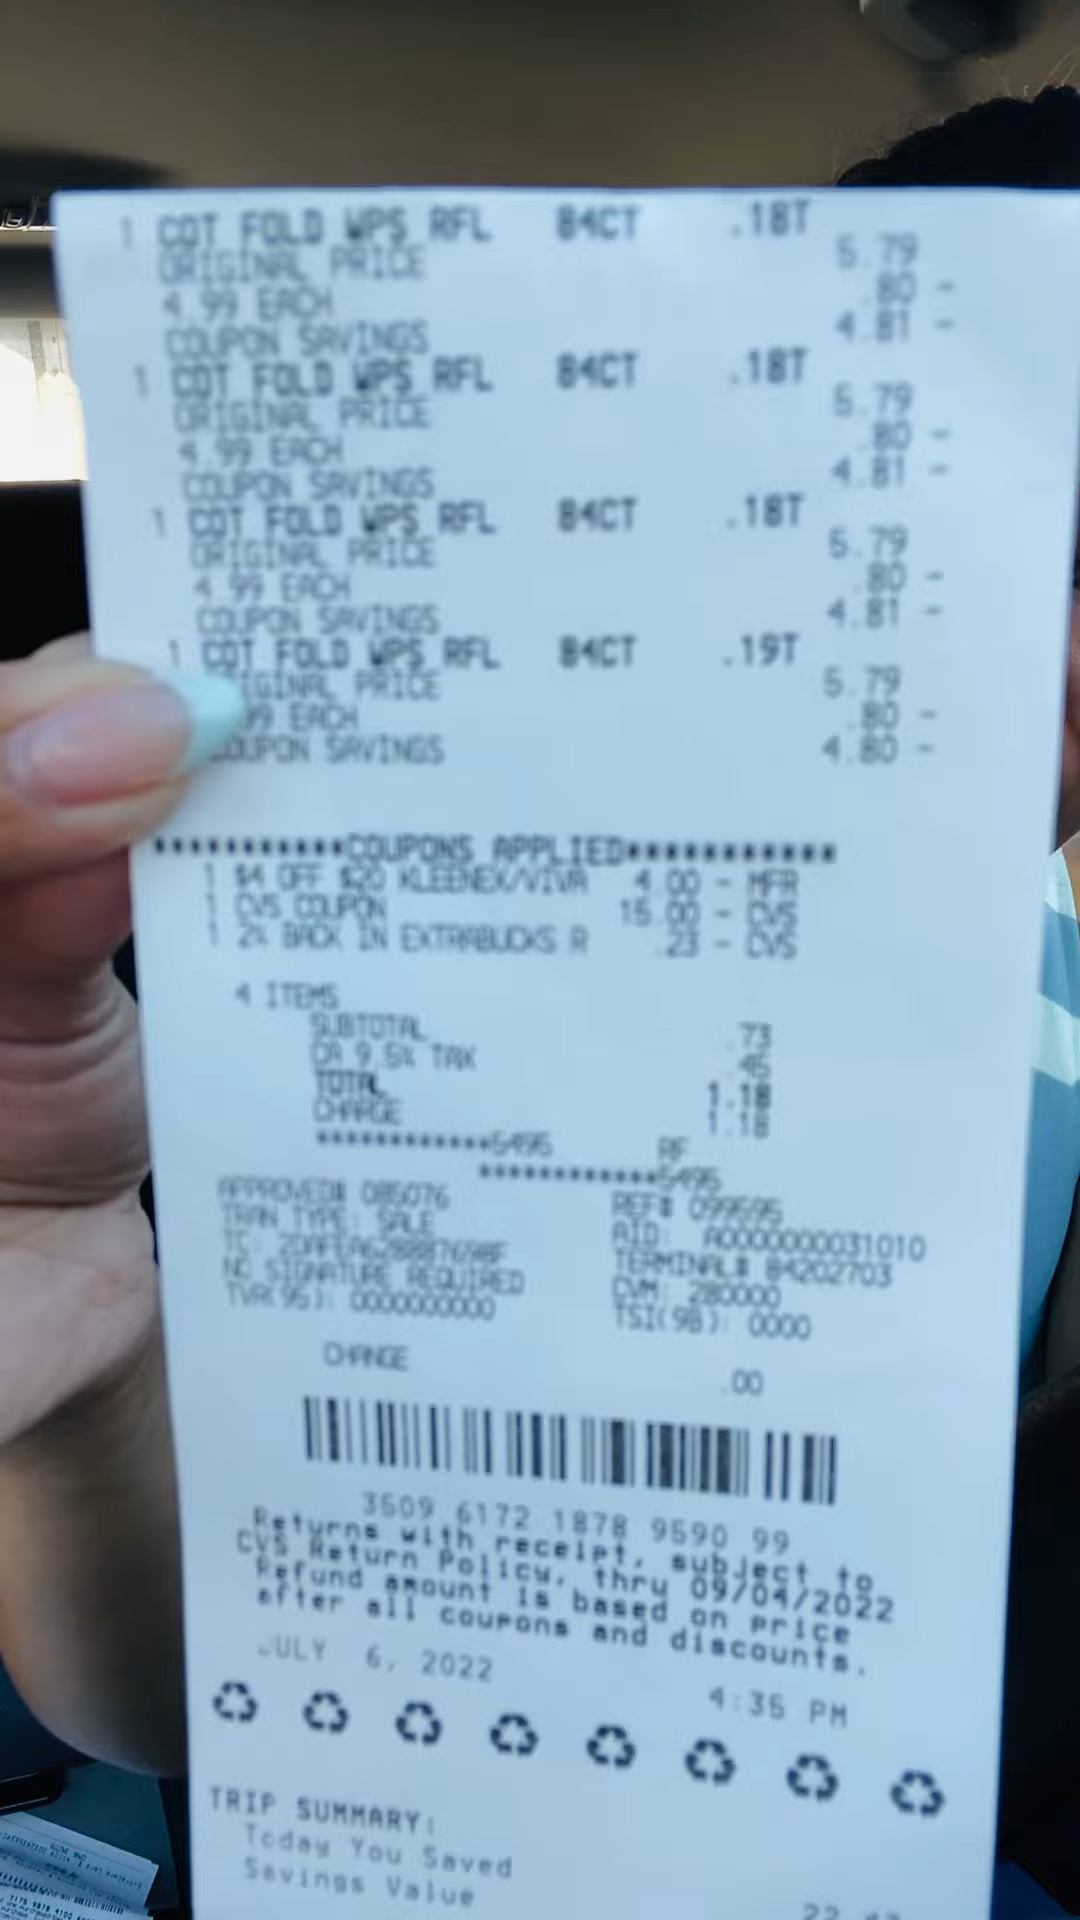 1 COT FOLD WPS RFL 84CT .18T
ORIGINAL PRICE 5.79
4.99 EACH .80 -
COUPON SAVINGS 4.81 -
1 COT FOLD WPS RFL 84CT .18T
ORIGINAL PRICE 5.79
4.99 EACH .80 -
COUPON SAVINGS 4.81 -
1 COT FOLD WPS RFL 84CT .18T
ORIGINAL PRICE 5.79
4.99 EACH .80 -
COUPON SAVINGS 4.81 -
1 COT FOLD WPS RFL 84CT .19T
IGINAL PRICE 5.79
99 EACH .80 -
COUPON SAVINGS 4.80 -
***********COUPONS APPLIED***********
1 $4 OFF $20 KLEENEX/VIVA 4.00 - MFR
1 CVS COUPON 15.00 - CVS
1 2% BACK IN EXTRABUCKS R .23 - CVS
4 ITEMS
SUBTOTAL .73
CA 9.5% TAX .45
TOTAL 1.18
CHARGE 1.18
************5495 RF
************5495
APPROVED# 085076 REF# 099595
TRAN TYPE: SALE AID: A0000000031010
TC: TERMINAL# 84202703
NO SIGNATURE REQUIRED CVM: 280000
TVR(95): 0000000000 TSI(9B): 0000
CHANGE .00
3509 6172 1878 9590 99
Returns with receipt, subject to
CVS Return Policy, thru 09/04/2022
Refund amount is based on price
after all coupons and discounts.
JULY 6, 2022 4:35 PM
TRIP SUMMARY:
Today You Saved
Savings Value